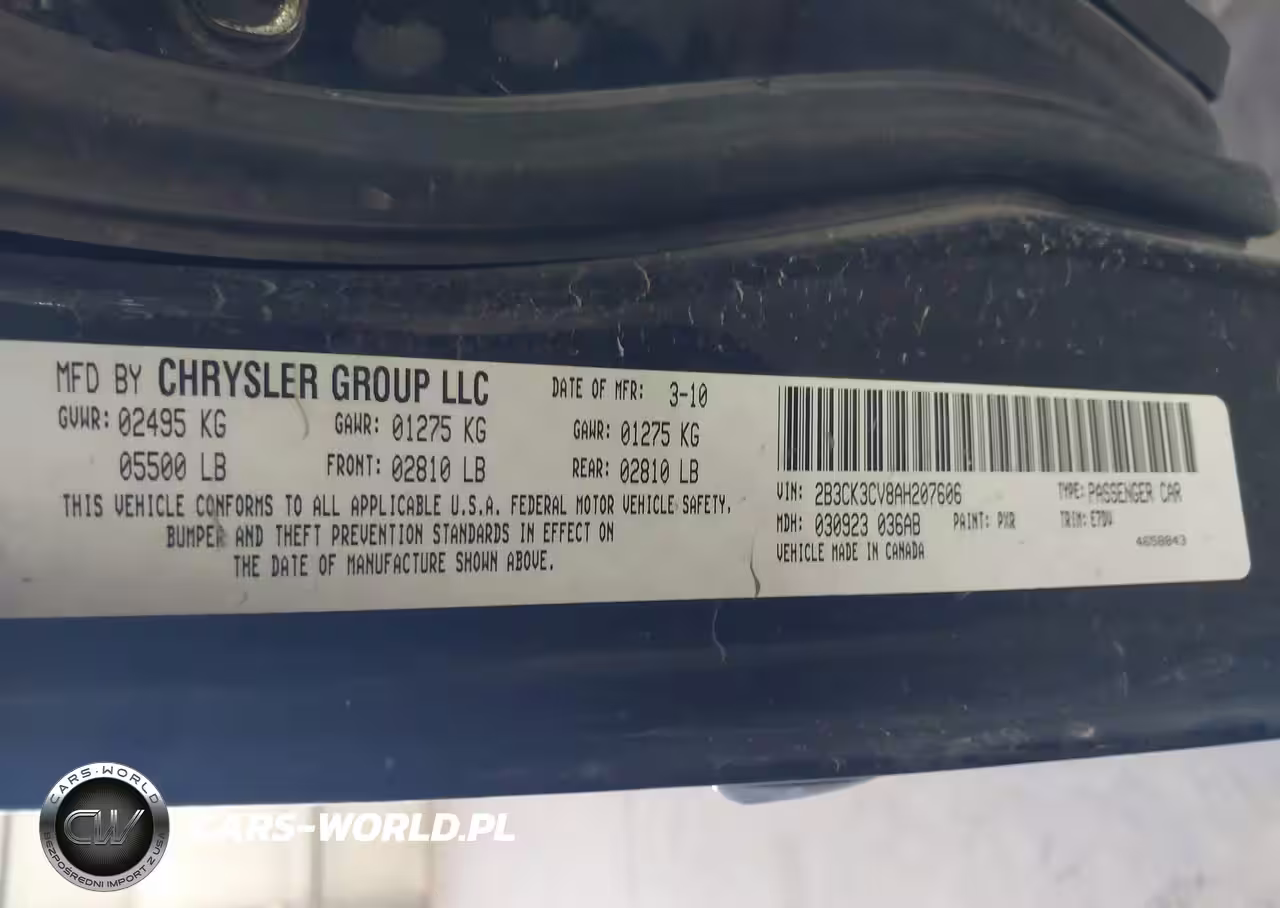 MFD BY CHRYSLER GROUP LLC DATE OF MFR: 3-10
GVWR: 02495 KG GAWR: 01275 KG GAWR: 01275 KG
05500 LB FRONT: 02810 LB REAR: 02810 LB
THIS VEHICLE CONFORMS TO ALL APPLICABLE U.S.A. FEDERAL MOTOR VEHICLE SAFETY,
BUMPER AND THEFT PREVENTION STANDARDS IN EFFECT ON
THE DATE OF MANUFACTURE SHOWN ABOVE.
VIN: 2B3CK3CV8AH207606 TYPE: PASSENGER CAR
MDH: 030923 036AB PAINT: PXR TRIM: E7DV
VEHICLE MADE IN CANADA 4658843
CARS-WORLD
CW
BEZPOŚREDNI IMPORT Z USA
CARS-WORLD.PL